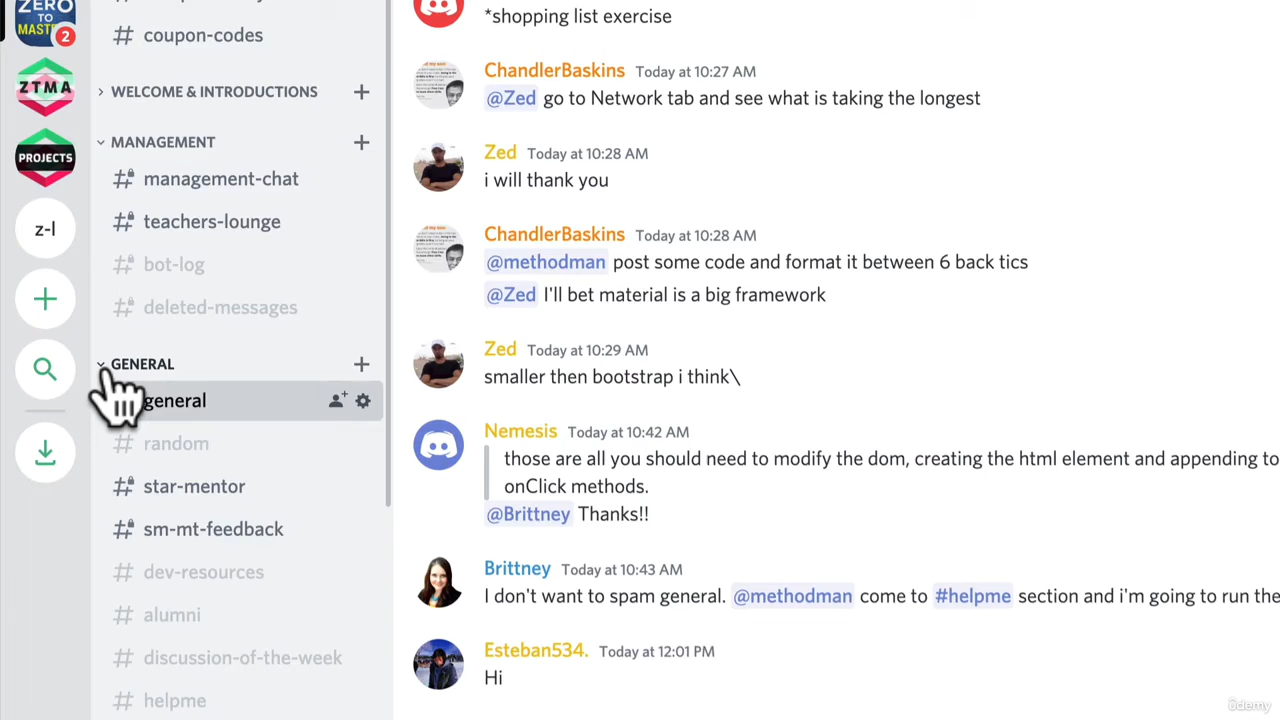 ZERO
TO
MAST
2
ZTMA
PROJECTS
z-l
# coupon-codes
WELCOME & INTRODUCTIONS
MANAGEMENT
management-chat
teachers-lounge
# bot-log
# deleted-messages
GENERAL
general
# random
star-mentor
sm-mt-feedback
# dev-resources
# alumni
# discussion-of-the-week
# helpme
*shopping list exercise
ChandlerBaskins Today at 10:27 AM
@Zed go to Network tab and see what is taking the longest
Zed Today at 10:28 AM
i will thank you
ChandlerBaskins Today at 10:28 AM
@methodman post some code and format it between 6 back tics
@Zed I'll bet material is a big framework
Zed Today at 10:29 AM
smaller then bootstrap i think\
Nemesis Today at 10:42 AM
those are all you should need to modify the dom, creating the html element and appending to
onClick methods.
@Brittney Thanks!!
Brittney Today at 10:43 AM
I don't want to spam general. @methodman come to #helpme section and i'm going to run the
Esteban534. Today at 12:01 PM
Hi
ûdemy